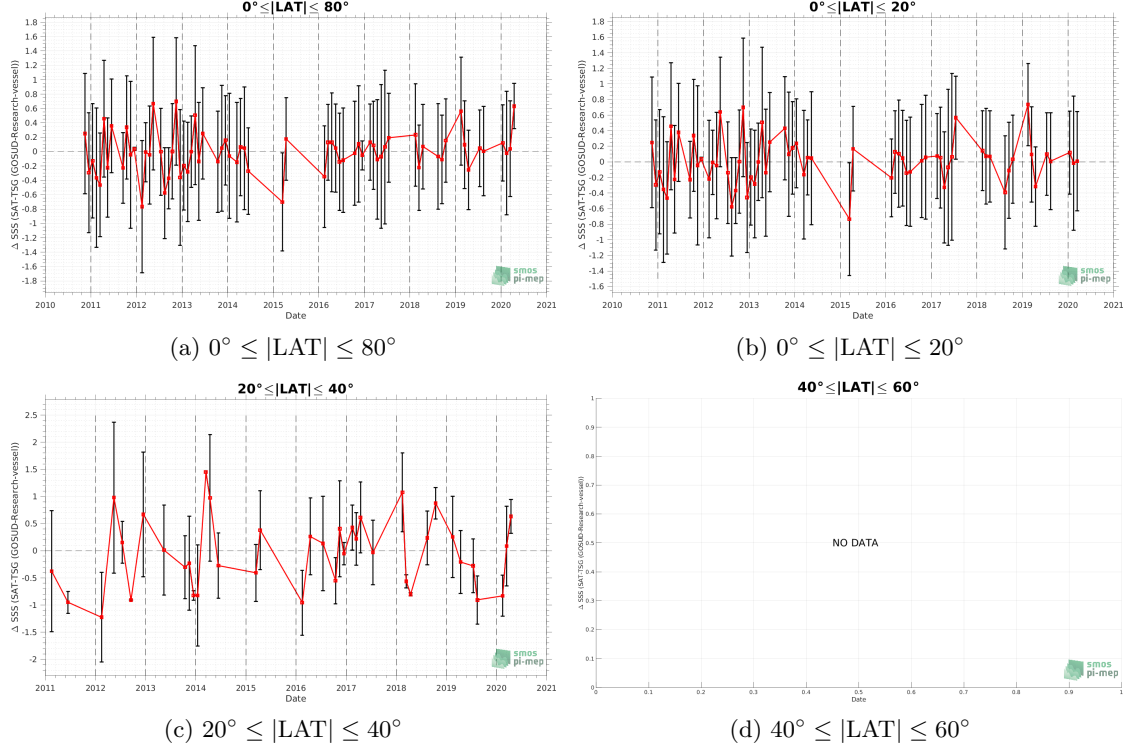 0°≤|LAT|≤ 80°
Δ SSS (SAT-TSG (GOSUD-Research-vessel))
1.8
1.6
1.4
1.2
1
0.8
0.6
0.4
0.2
0
-0.2
-0.4
-0.6
-0.8
-1
-1.2
-1.4
-1.6
-1.8
smos
pi-mep
2010 2011 2012 2013 2014 2015 2016 2017 2018 2019 2020 2021
Date
(a) 0° ≤ |LAT| ≤ 80°
0°≤|LAT|≤ 20°
Δ SSS (SAT-TSG (GOSUD-Research-vessel))
1.8
1.6
1.4
1.2
1
0.8
0.6
0.4
0.2
0
-0.2
-0.4
-0.6
-0.8
-1
-1.2
-1.4
-1.6
smos
pi-mep
2010 2011 2012 2013 2014 2015 2016 2017 2018 2019 2020 2021
Date
(b) 0° ≤ |LAT| ≤ 20°
20°≤|LAT|≤ 40°
Δ SSS (SAT-TSG (GOSUD-Research-vessel))
2.5
2
1.5
1
0.5
0
-0.5
-1
-1.5
-2
smos
pi-mep
2011 2012 2013 2014 2015 2016 2017 2018 2019 2020 2021
Date
(c) 20° ≤ |LAT| ≤ 40°
40°≤|LAT|≤ 60°
Δ SSS (SAT-TSG (GOSUD-Research-vessel))
1
0.9
0.8
0.7
0.6
0.5
0.4
0.3
0.2
0.1
0
NO DATA
smos
pi-mep
0 0.1 0.2 0.3 0.4 0.5 0.6 0.7 0.8 0.9 1
Date
(d) 40° ≤ |LAT| ≤ 60°